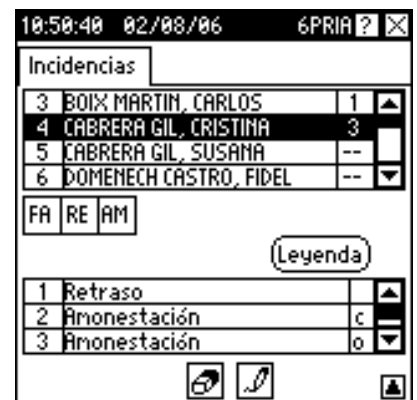 10:50:40 02/08/06 6PRIA ? X
Incidencias
3 BOIX MARTIN, CARLOS 1
4 CABRERA GIL, CRISTINA 3
5 CABRERA GIL, SUSANA --
6 DOMENECH CASTRO, FIDEL --
FA RE AM
Leyenda
1 Retraso
2 Amonestación c
3 Amonestación o